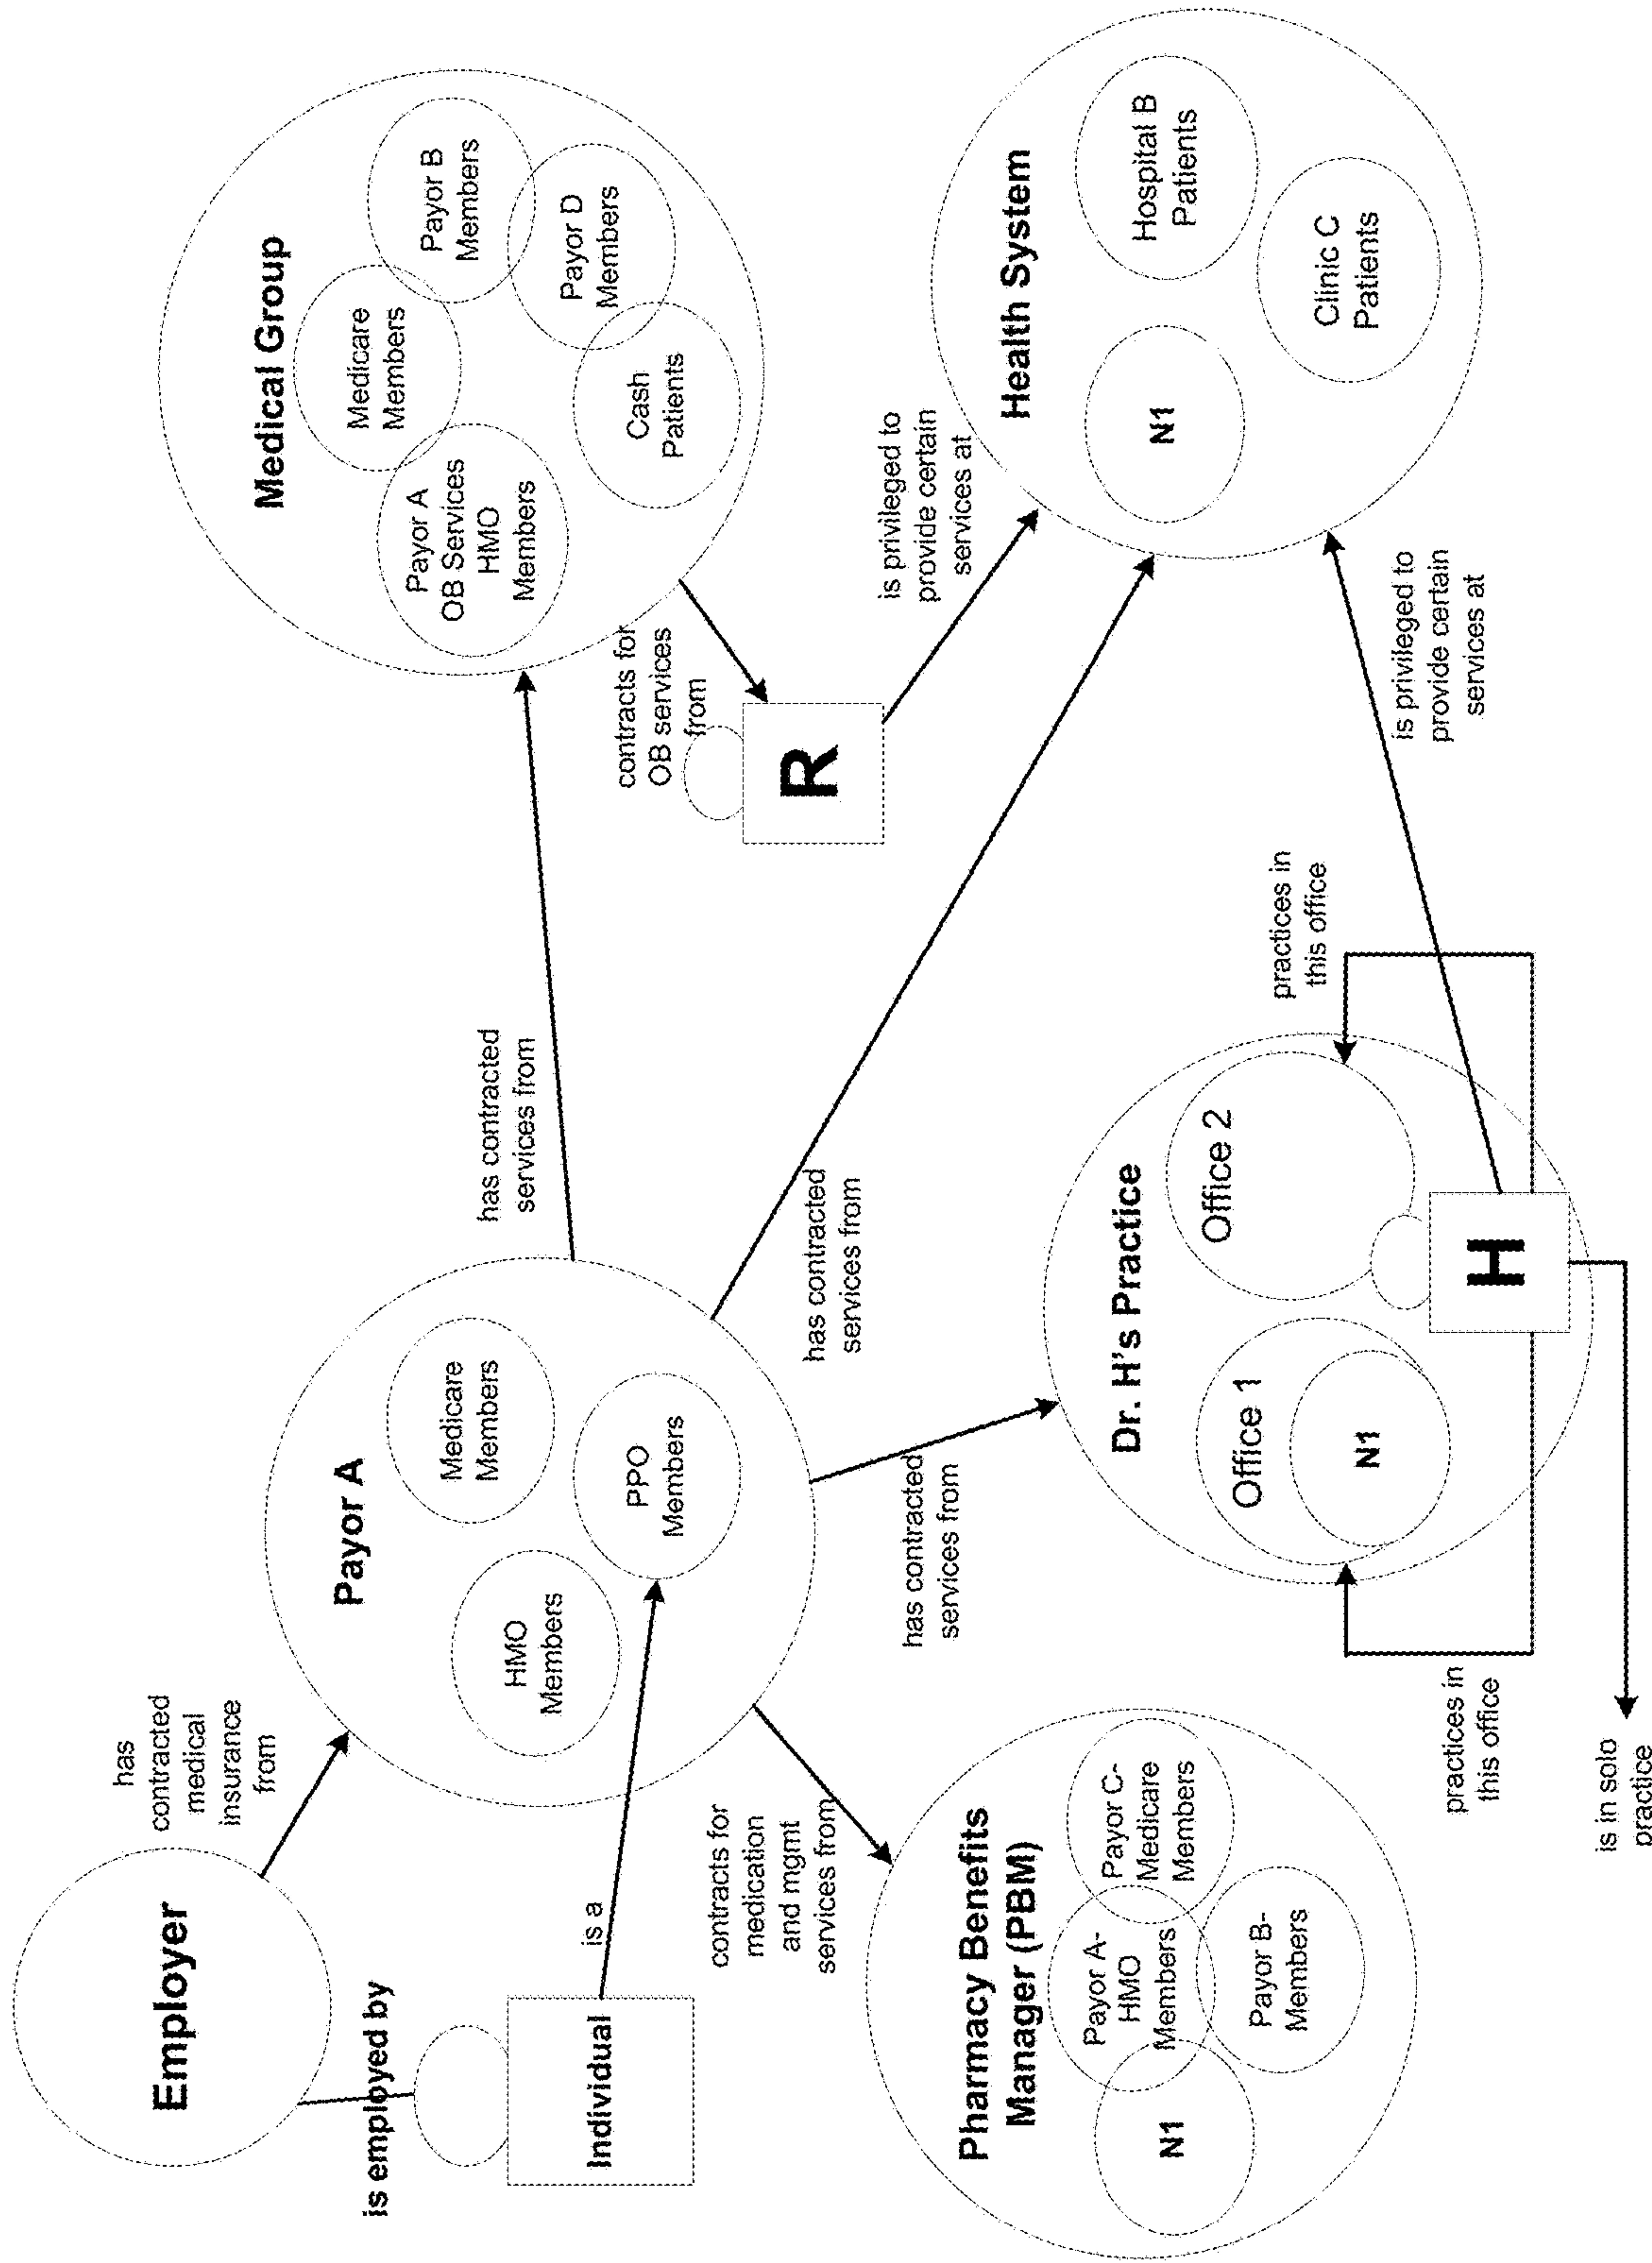 Employer
has
contracted
medical
insurance
from
is employed by
Individual
is a
Payor A
HMO
Members
Medicare
Members
PPO
Members
has contracted
services from
Medical Group
Payor A
OB Services
HMO
Members
Medicare
Members
Payor B
Members
Payor D
Members
Cash
Patients
contracts for
OB services
from
R
is privileged to
provide certain
services at
has contracted
services from
Health System
N1
Hospital B
Patients
Clinic C
Patients
contracts for
medication
and mgmt
services from
Pharmacy Benefits
Manager (PBM)
N1
Payor A-
HMO
Members
Payor C-
Medicare
Members
Payor B-
Members
has contracted
services from
Dr. H's Practice
Office 1
N1
Office 2
H
practices in
this office
practices in
this office
is privileged to
provide certain
services at
is in solo
practice